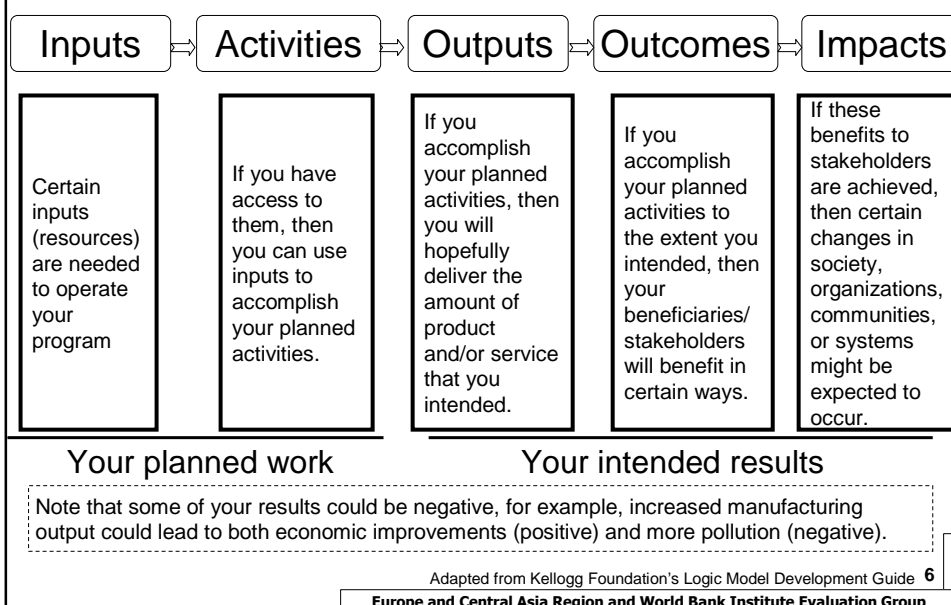 Inputs Activities Outputs Outcomes Impacts
Certain
inputs
(resources)
are needed
to operate
your
program
If you have
access to
them, then
you can use
inputs to
accomplish
your planned
activities.
If you
accomplish
your planned
activities, then
you will
hopefully
deliver the
amount of
product
and/or service
that you
intended.
If you
accomplish
your planned
activities to
the extent you
intended, then
your
beneficiaries/
stakeholders
will benefit in
certain ways.
If these
benefits to
stakeholders
are achieved,
then certain
changes in
society,
organizations,
communities,
or systems
might be
expected to
occur.
Your planned work
Your intended results
Note that some of your results could be negative, for example, increased manufacturing
output could lead to both economic improvements (positive) and more pollution (negative).
Adapted from Kellogg Foundation's Logic Model Development Guide 6
Europe and Central Asia Region and World Bank Institute Evaluation Group